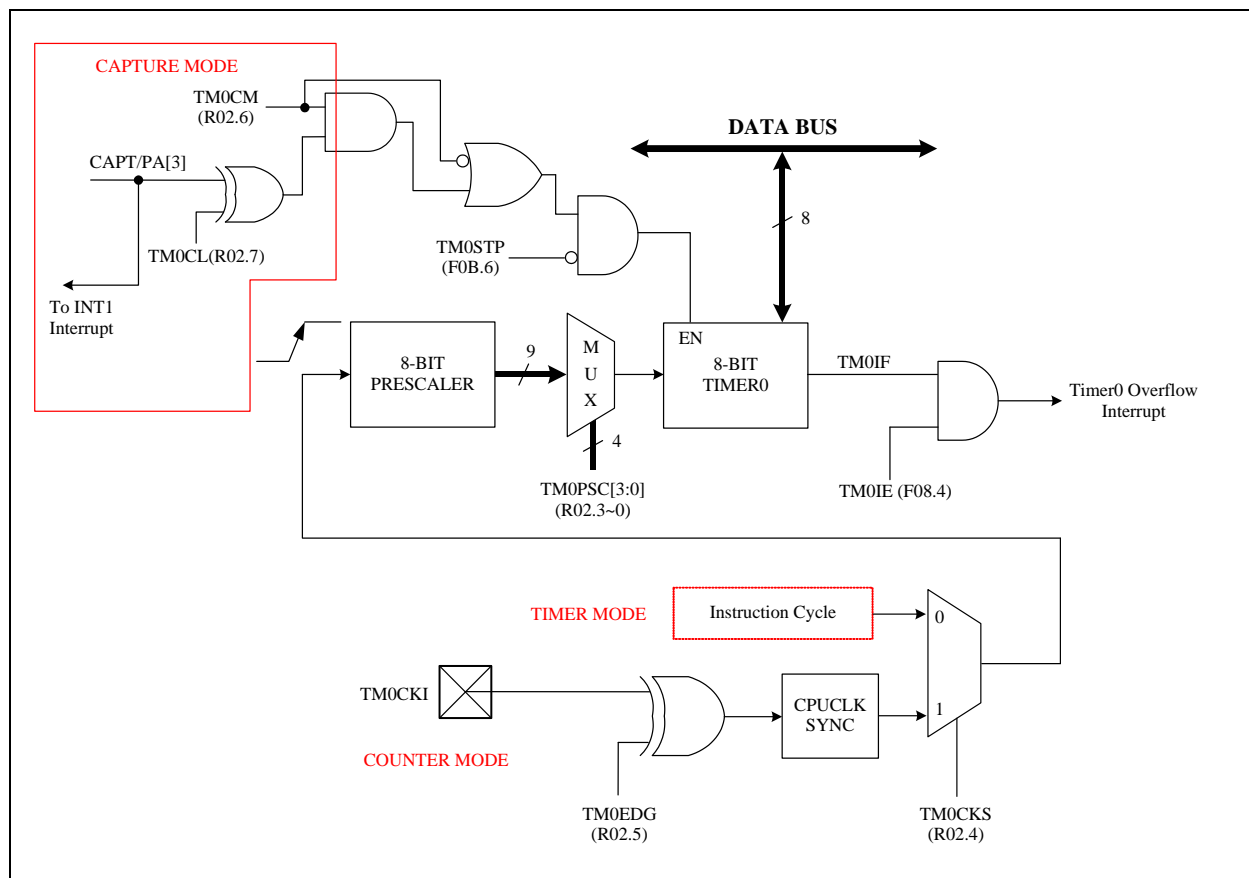 CAPTURE MODE
TM0CM
(R02.6)
DATA BUS
CAPT/PA[3]
8
TM0CL(R02.7)
TM0STP
(F0B.6)
To INT1
Interrupt
EN
8-BIT
PRESCALER
9
M
U
X
8-BIT
TIMER0
TM0IF
Timer0 Overflow
Interrupt
4
TM0PSC[3:0]
(R02.3~0)
TM0IE (F08.4)
TIMER MODE
Instruction Cycle
0
TM0CKI
CPUCLK
SYNC
1
COUNTER MODE
TM0EDG
(R02.5)
TM0CKS
(R02.4)